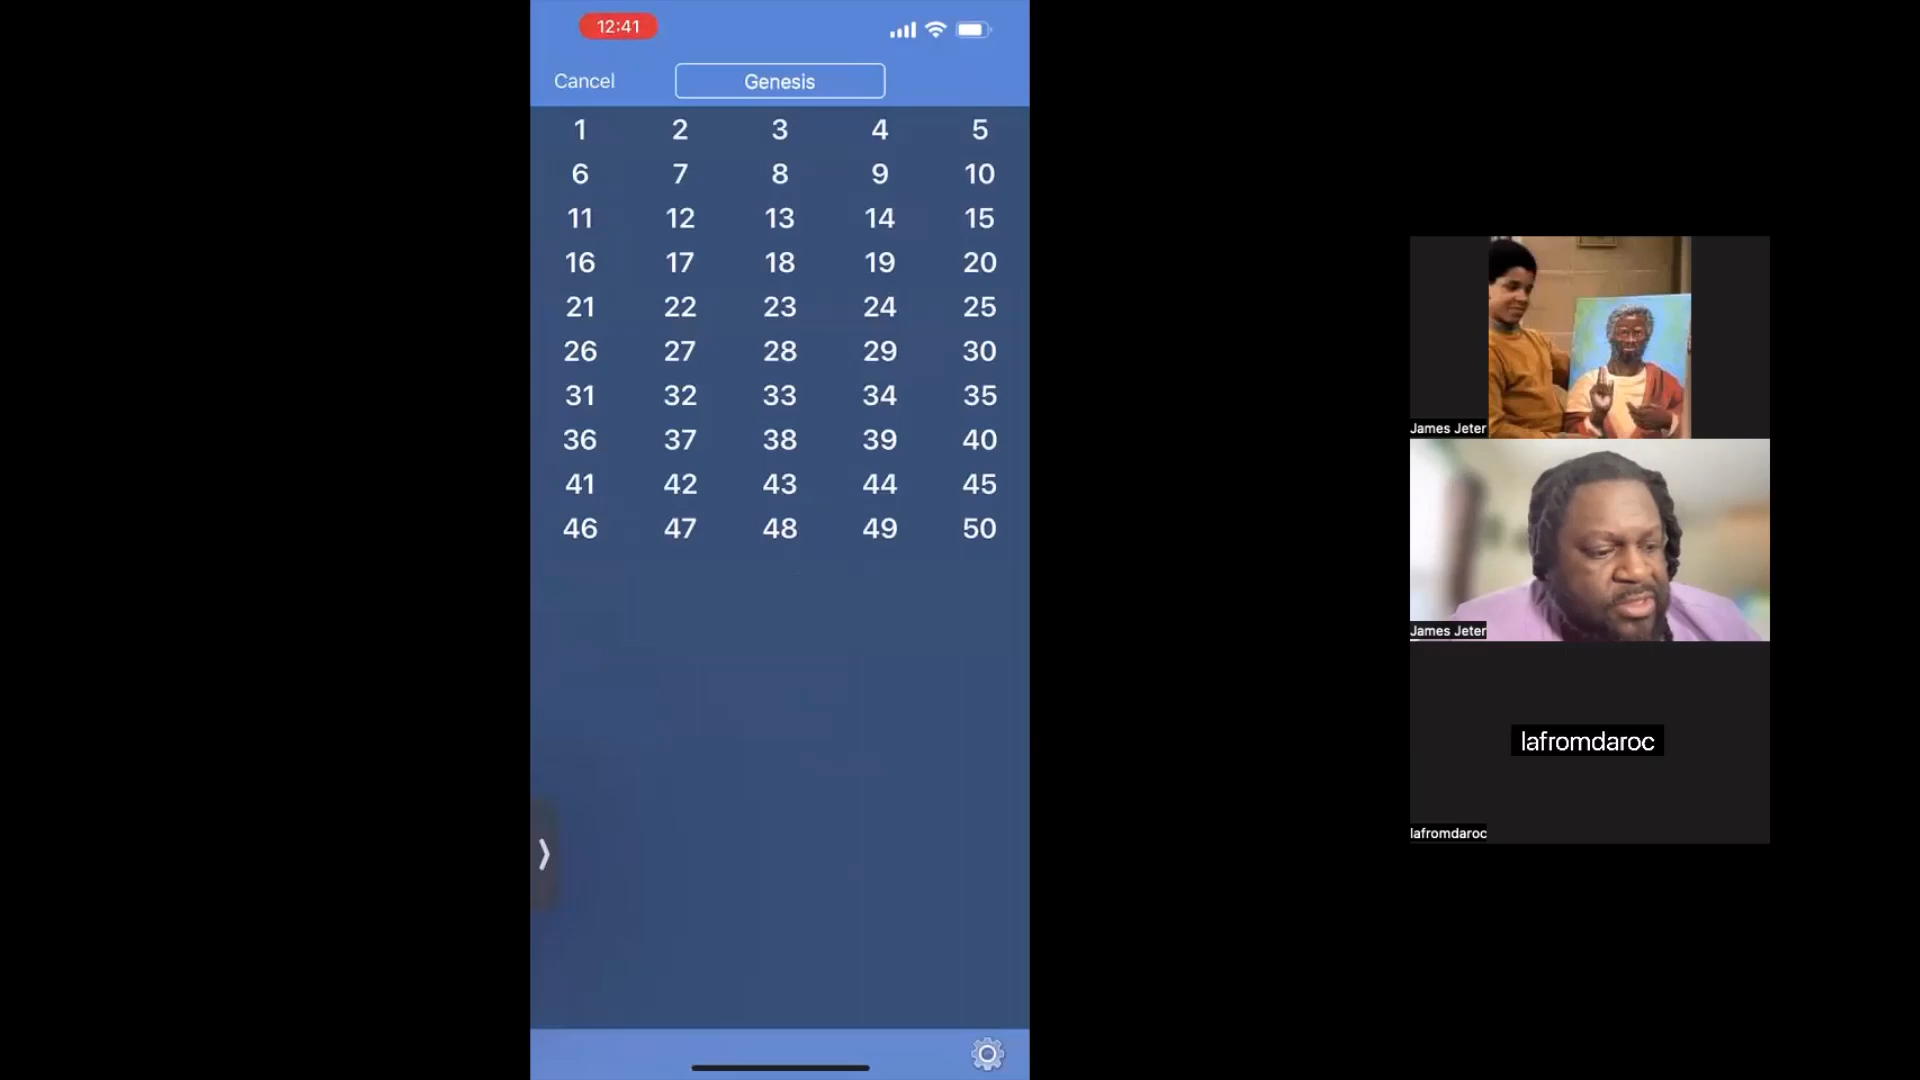 12:41
Cancel
Genesis
1 2 3 4 5
6 7 8 9 10
11 12 13 14 15
16 17 18 19 20
21 22 23 24 25
26 27 28 29 30
31 32 33 34 35
36 37 38 39 40
41 42 43 44 45
46 47 48 49 50
James Jeter
James Jeter
lafromdaroc
lafromdaroc